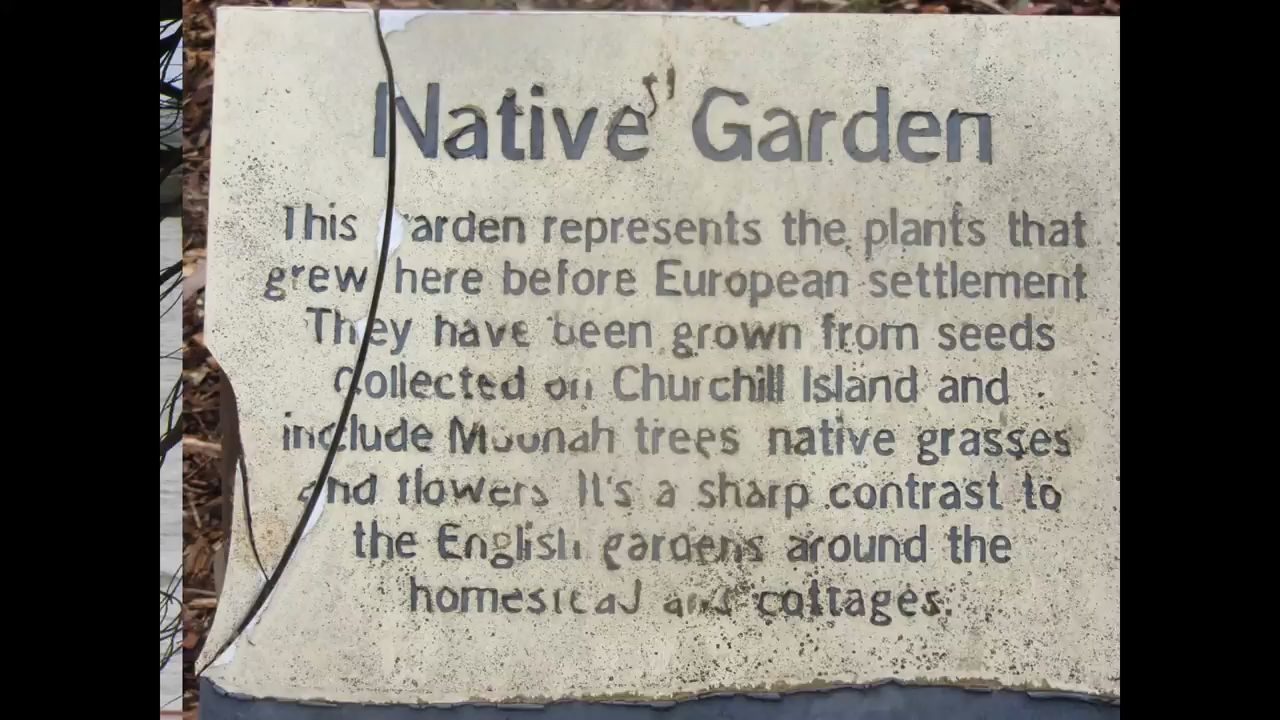 Native Garden
This garden represents the plants that
grew here before European settlement
They have been grown from seeds
Collected on Churchill Island and
include Moonah trees native grasses
and flowers It's a sharp contrast to
the English gardens around the
homestead and cottages.